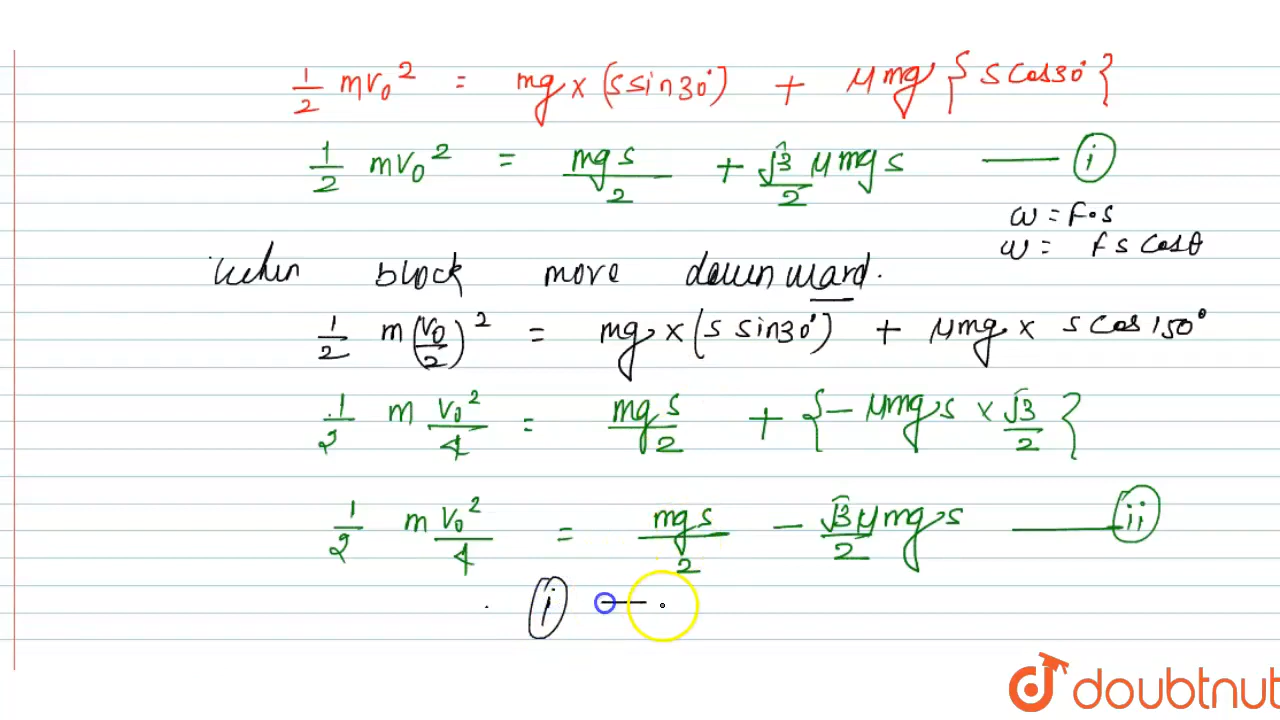 1/2 mv₀² = mg × (s sin30°) + μmg { s cos30° }
1/2 mv₀² = mgs/2 + √3/2 μmgs — (i)
ω = F·s
ω = f s cosθ
when block move downward.
1/2 m(v₀/2)² = mg × (s sin30°) + μmg × s cos150°
1/2 m v₀²/4 = mgs/2 + {- μmgs × √3/2}
1/2 m v₀²/4 = mgs/2 - √3μmgs/2 — (ii)
(i) —
doubtnut